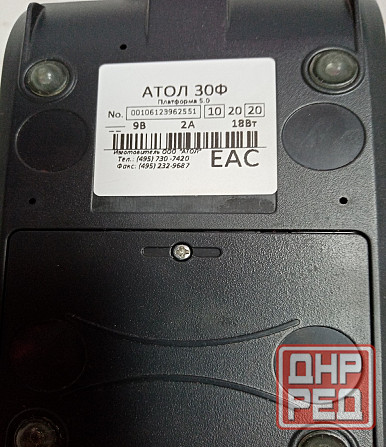 АТОЛ 30Ф
Платформа 5.0
No. 00106123962551 10 20 20
9В 2А 18Вт
Изготовитель ООО "АТОЛ"
Тел.: (495) 730-7420
Факс. (495) 232-9687
ЕАС
ДНР
РЕД